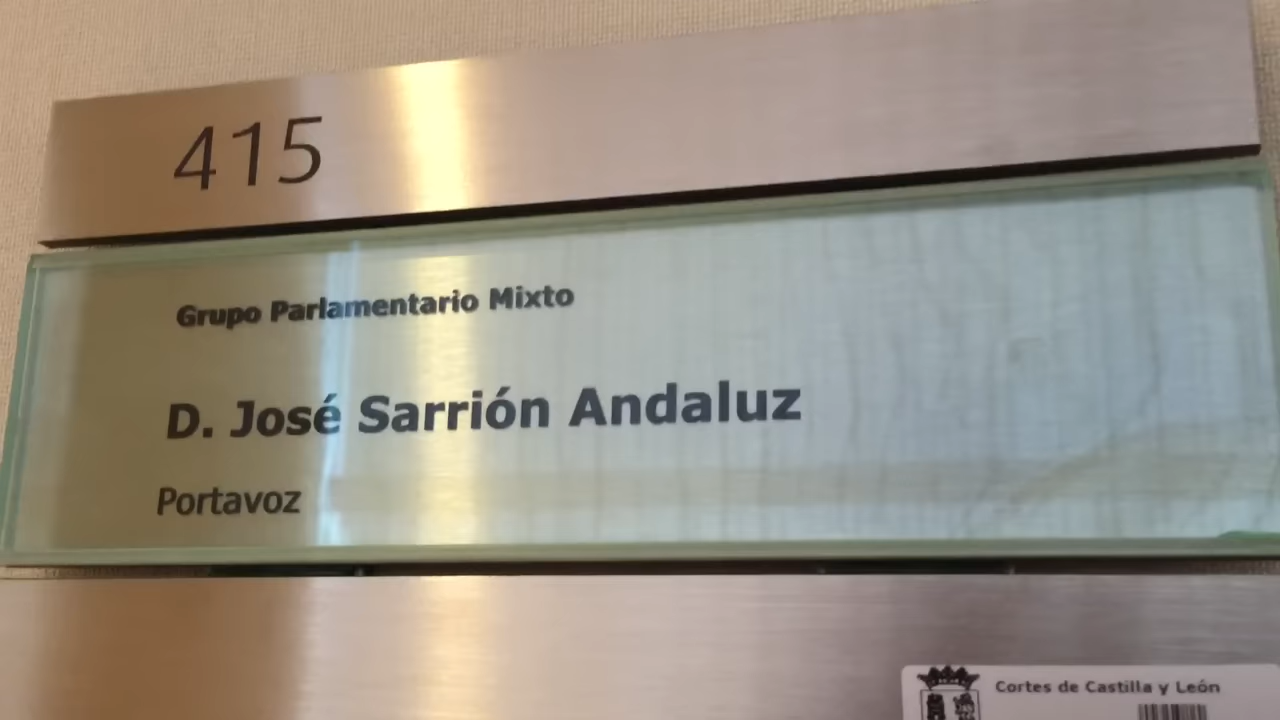 415
Grupo Parlamentario Mixto
D. José Sarrión Andaluz
Portavoz
Cortes de Castilla y León